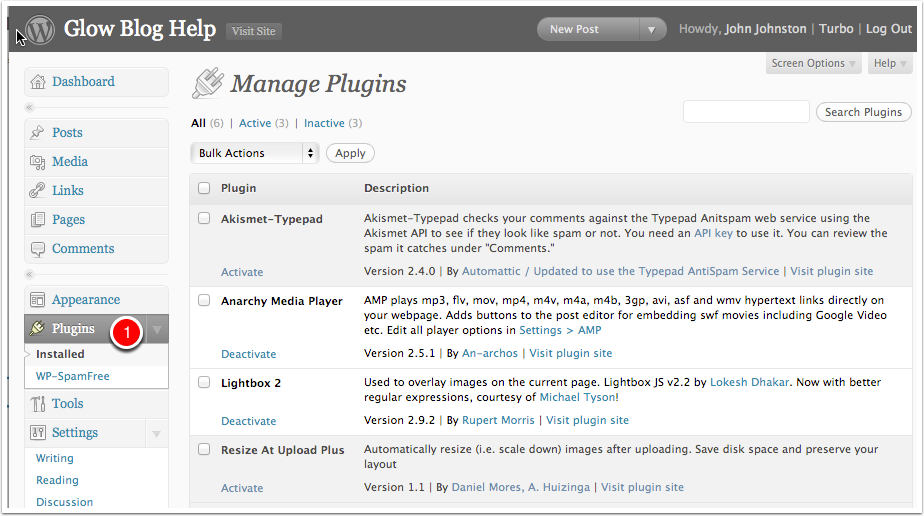 Glow Blog Help Visit Site New Post Howdy, John Johnston | Turbo | Log Out
Screen Options Help
Dashboard
Posts
Media
Links
Pages
Comments
Appearance
Plugins 1
Installed
WP-SpamFree
Tools
Settings
Writing
Reading
Discussion
Manage Plugins
All (6) | Active (3) | Inactive (3)
Search Plugins
Bulk Actions Apply
Plugin Description
Akismet-Typepad
Akismet-Typepad checks your comments against the Typepad Anitspam web service using the
Akismet API to see if they look like spam or not. You need an API key to use it. You can review the
spam it catches under "Comments."
Activate Version 2.4.0 | By Automattic / Updated to use the Typepad AntiSpam Service | Visit plugin site
Anarchy Media Player
AMP plays mp3, flv, mov, mp4, m4v, m4a, m4b, 3gp, avi, asf and wmv hypertext links directly on
your webpage. Adds buttons to the post editor for embedding swf movies including Google Video
etc. Edit all player options in Settings > AMP
Deactivate Version 2.5.1 | By An-archos | Visit plugin site
Lightbox 2
Used to overlay images on the current page. Lightbox JS v2.2 by Lokesh Dhakar. Now with better
regular expressions, courtesy of Michael Tyson!
Deactivate Version 2.9.2 | By Rupert Morris | Visit plugin site
Resize At Upload Plus
Automatically resize (i.e. scale down) images after uploading. Save disk space and preserve your
layout
Activate Version 1.1 | By Daniel Mores, A. Huizinga | Visit plugin site